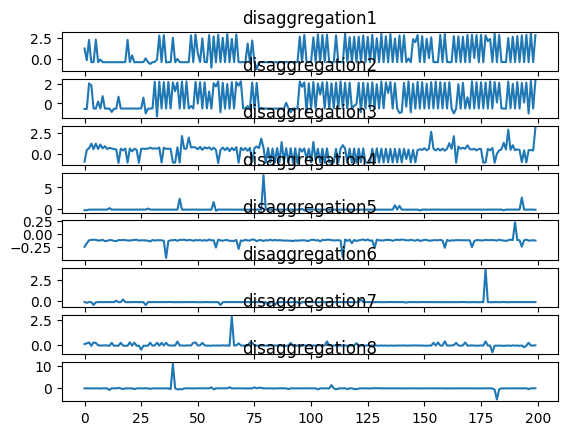 disaggregation1
2.5
0.0
disaggregation2
2
0
disaggregation3
2.5
0.0
disaggregation4
5
0
disaggregation5
0.25
0.00
−0.25
disaggregation6
2.5
0.0
disaggregation7
2.5
0.0
disaggregation8
10
0
0 25 50 75 100 125 150 175 200